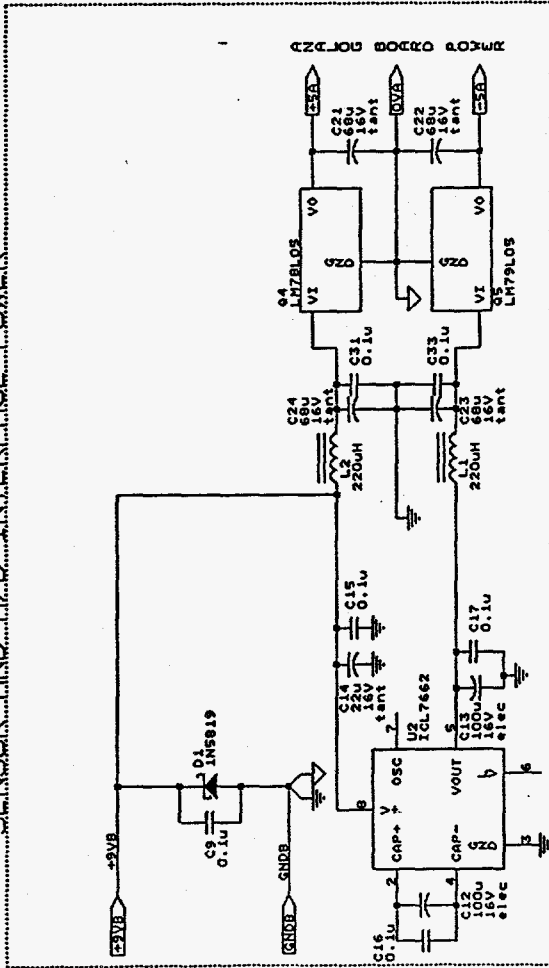 ANALOG BOARD POWER
+5A
0VA
-5A
C21
68u
16V
tant
C22
68u
16V
tant
Q4
LM78L05
VI
VO
GND
Q5
LM79L05
VI
VO
GND
C24
68u
16V
tant
C31
0.1u
C33
0.1u
C23
68u
16V
tant
L2
220uH
L1
220uH
C15
0.1u
C14
22u
16V
tant
C17
0.1u
C13
100u
16V
elec
U2
ICL7662
7
OSC
5
VOUT
8
V
+
2
CAP+
4
CAP-
3
GND
6
C12
100u
16V
elec
C16
0.1u
D1
1N5819
C9
0.1u
+9VB
+9VB
GNDB
GNDB